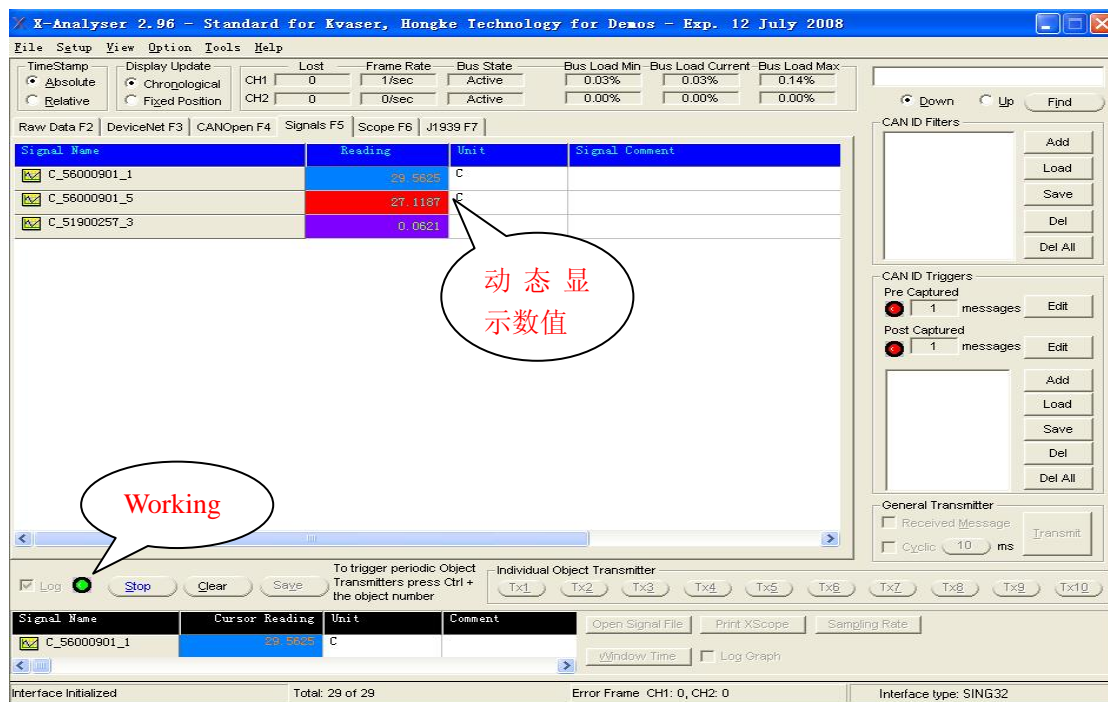 X-Analyser 2.96 - Standard for Kvaser, Hongke Technology for Demos - Exp. 12 July 2008
File Setup View Option Tools Help
TimeStamp
Absolute
Relative
Display Update
Chronological
Fixed Position
Lost Frame Rate Bus State Bus Load Min Bus Load Current Bus Load Max
CH1 0 1/sec Active 0.03% 0.03% 0.14%
CH2 0 0/sec Active 0.00% 0.00% 0.00%
Down Up Find
Raw Data F2 DeviceNet F3 CANOpen F4 Signals F5 Scope F6 J1939 F7
Signal Name Reading Unit Signal Comment
C_56000901_1 29.5625 C
C_56000901_5 27.1187 C
C_51900257_3 0.0621
动态显
示数值
Working
CAN ID Filters
Add
Load
Save
Del
Del All
CAN ID Triggers
Pre Captured
1 messages Edit
Post Captured
1 messages Edit
Add
Load
Save
Del
Del All
General Transmitter
Received Message
Cyclic 10 ms
Transmit
Log Stop Clear Save
To trigger periodic Object
Transmitters press Ctrl +
the object number
Individual Object Transmitter
Tx1 Tx2 Tx3 Tx4 Tx5 Tx6 Tx7 Tx8 Tx9 Tx10
Signal Name Cursor Reading Unit Comment
C_56000901_1 29.5625 C
Open Signal File Print XScope Sampling Rate
Window Time Log Graph
Interface Initialized Total: 29 of 29 Error Frame CH1: 0, CH2: 0 Interface type: SING32